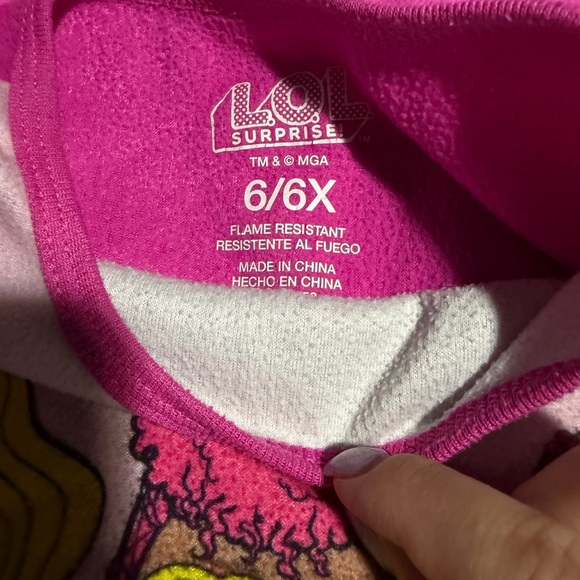 L.O.L.
SURPRISE!
TM & © MGA
6/6X
FLAME RESISTANT
RESISTENTE AL FUEGO
MADE IN CHINA
HECHO EN CHINA